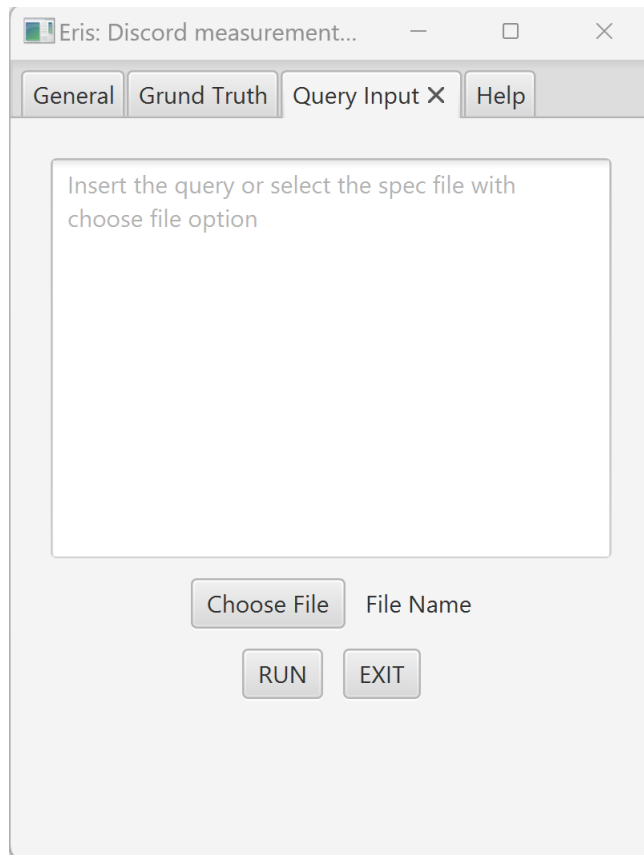 Eris: Discord measurement...
General Grund Truth Query Input Help
Insert the query or select the spec file with
choose file option
Choose File File Name
RUN EXIT